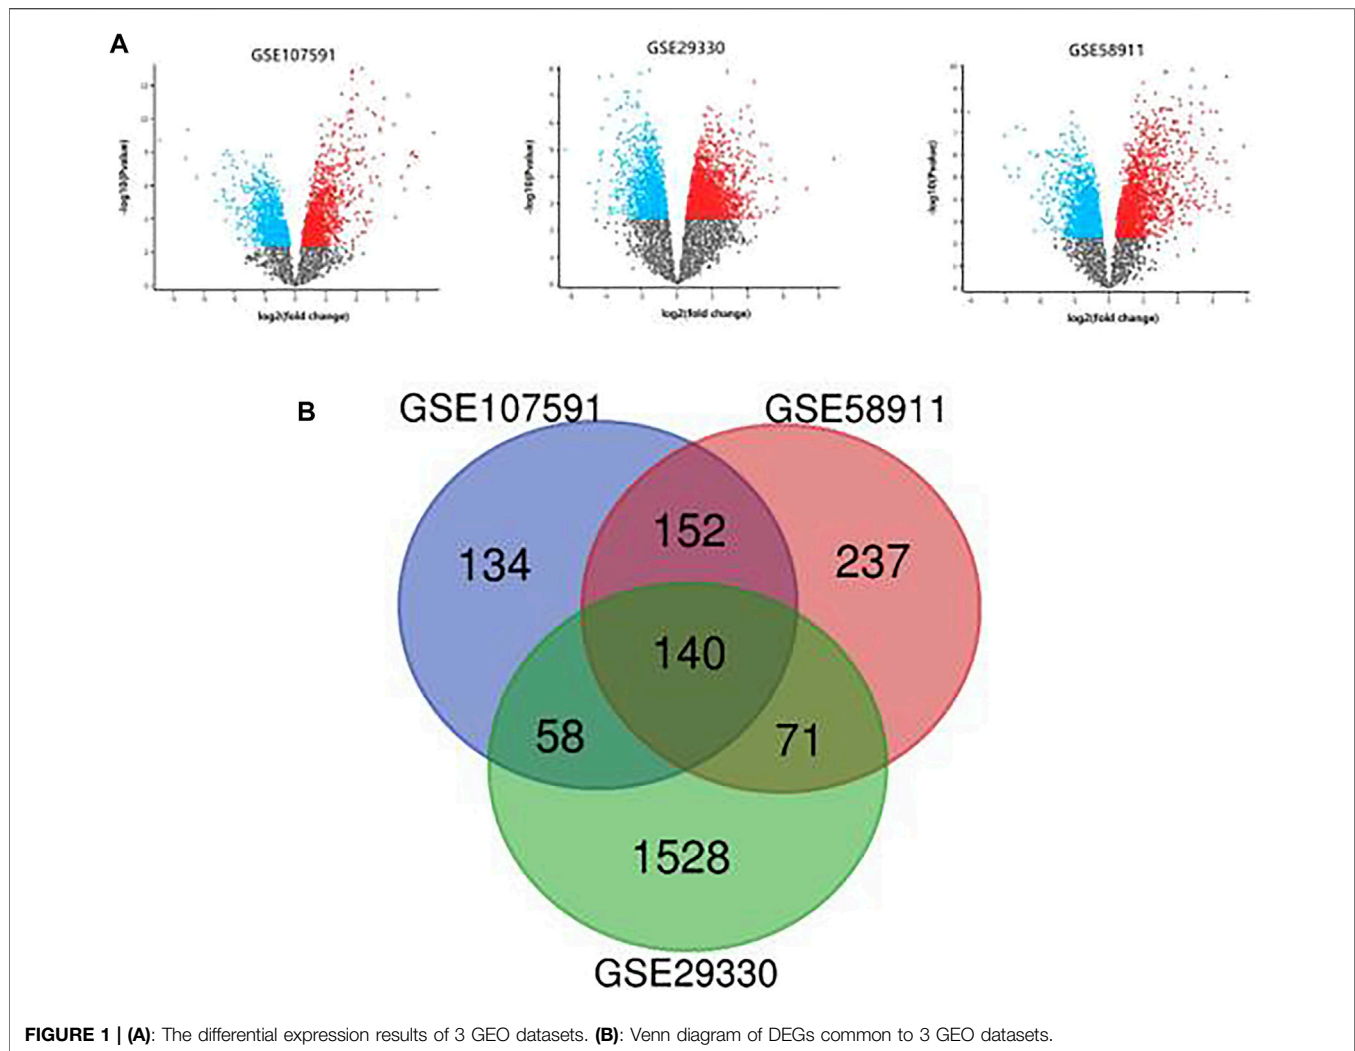 A
GSE107591
GSE29330
GSE58911
-log10(Pvalue)
-log10(Pvalue)
-log10(Pvalue)
log2(fold change)
log2(fold change)
log2(fold change)
B
GSE107591
GSE58911
152
134
237
140
58
71
1528
GSE29330
FIGURE 1 | (A): The differential expression results of 3 GEO datasets. (B): Venn diagram of DEGs common to 3 GEO datasets.